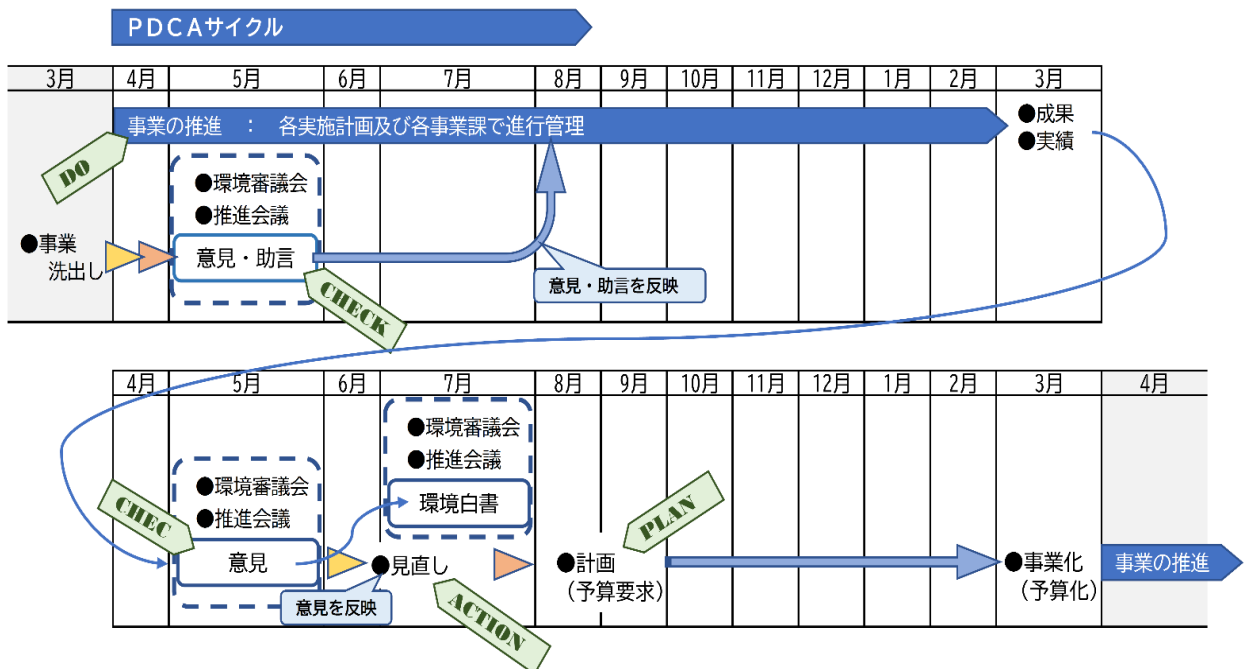 PDCAサイクル
3月 4月 5月 6月 7月 8月 9月 10月 11月 12月 1月 2月 3月
事業の推進 : 各実施計画及び各事業課で進行管理
●成果
●実績
DO
●環境審議会
●推進会議
意見・助言
●事業
洗出し
意見・助言を反映
CHECK
4月 5月 6月 7月 8月 9月 10月 11月 12月 1月 2月 3月 4月
●環境審議会
●推進会議
環境白書
CHEC
●環境審議会
●推進会議
意見
PLAN
●見直し
意見を反映
ACTION
●計画
(予算要求)
●事業化
(予算化)
事業の推進